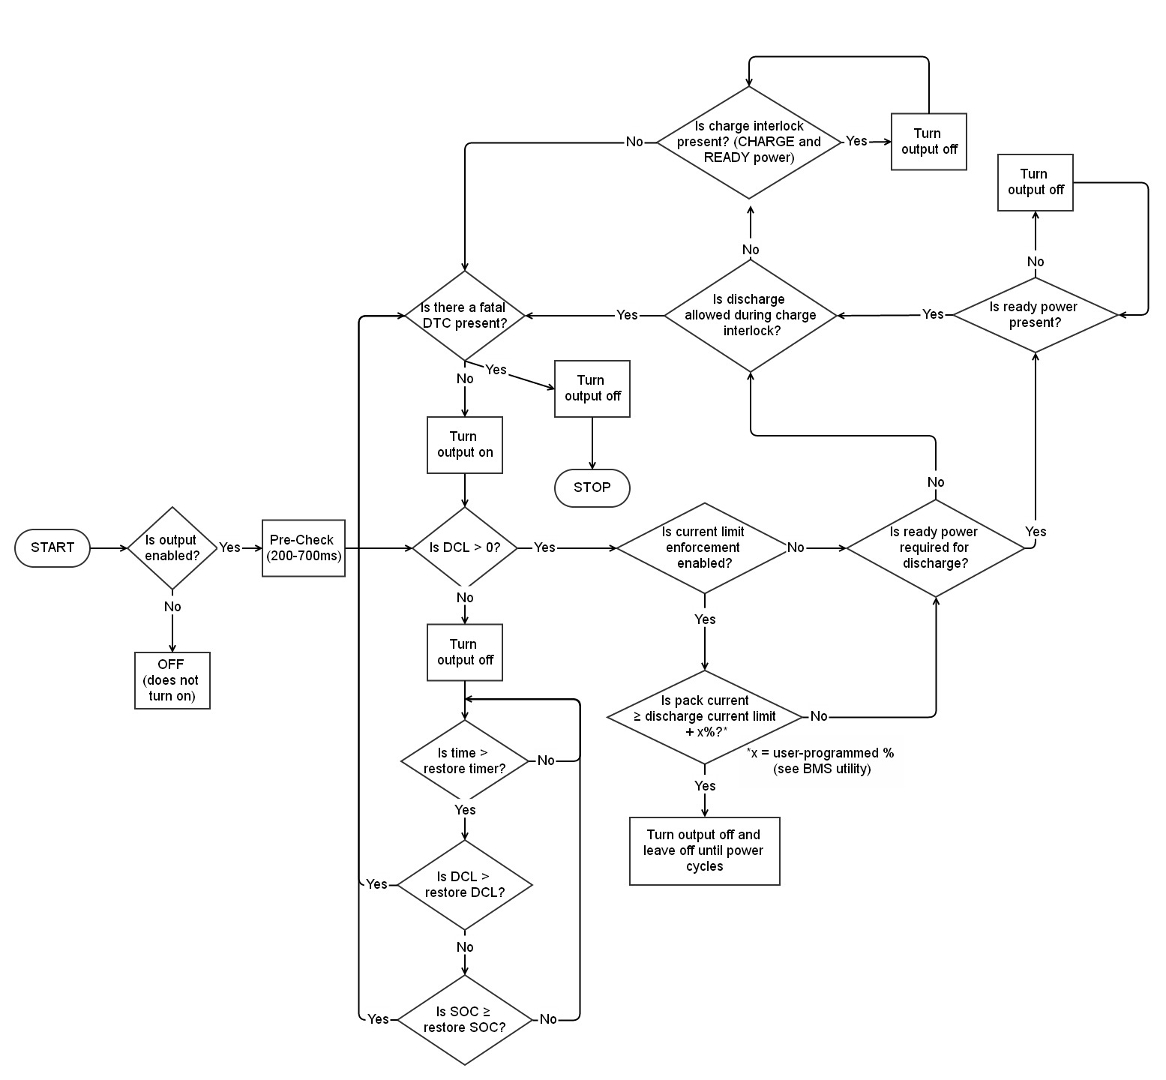 Is charge interlock
present? (CHARGE and
READY power)
No
Yes
Turn
output off
Turn
output off
No
No
Is there a fatal
DTC present?
Yes
Is discharge
allowed during charge
interlock?
Yes
Is ready power
present?
No
Yes
Turn
output off
Turn
output on
STOP
No
START
Is output
enabled?
Yes
Pre-Check
(200-700ms)
Is DCL > 0?
Yes
Is current limit
enforcement
enabled?
No
Is ready power
required for
discharge?
Yes
No
No
Yes
OFF
(does not
turn on)
Turn
output off
Is pack current
≥ discharge current limit
+ x%?*
No
*x = user-programmed %
(see BMS utility)
Is time >
restore timer?
No
Yes
Yes
Turn output off and
leave off until power
cycles
Is DCL >
restore DCL?
Yes
No
Is SOC ≥
restore SOC?
Yes
No